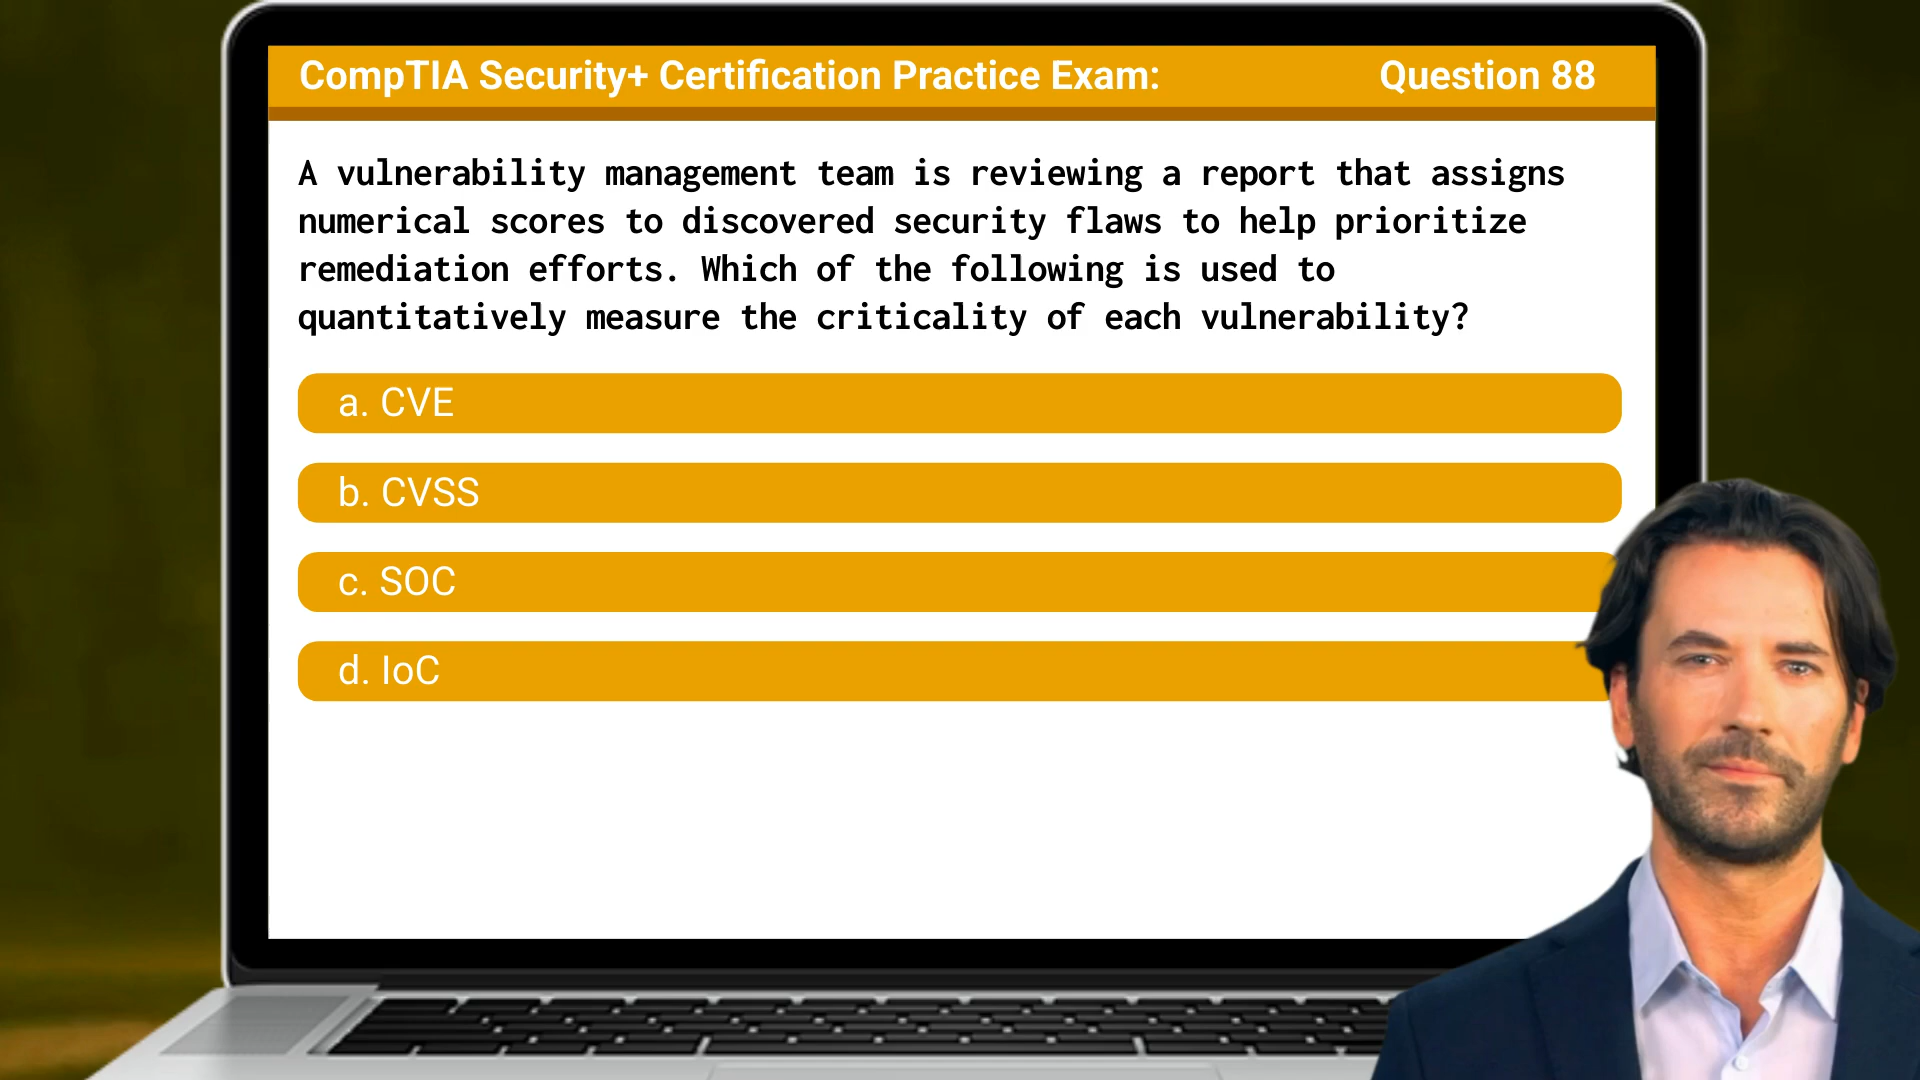 CompTIA Security+ Certification Practice Exam: Question 88
A vulnerability management team is reviewing a report that assigns
numerical scores to discovered security flaws to help prioritize
remediation efforts. Which of the following is used to
quantitatively measure the criticality of each vulnerability?
a. CVE
b. CVSS
c. SOC
d. IoC